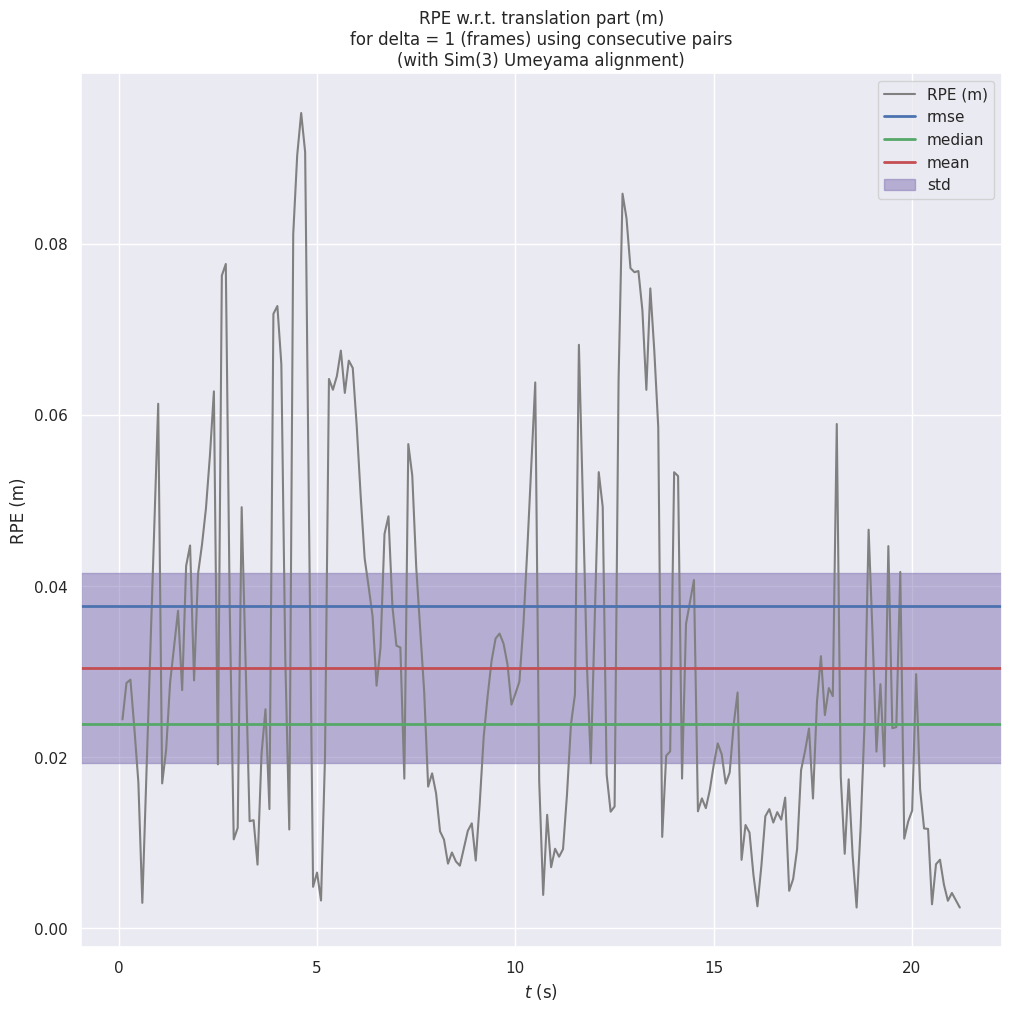 RPE w.r.t. translation part (m)
for delta = 1 (frames) using consecutive pairs
(with Sim(3) Umeyama alignment)
RPE (m)
rmse
median
mean
std
RPE (m)
0.08
0.06
0.04
0.02
0.00
0
5
10
15
20
t (s)